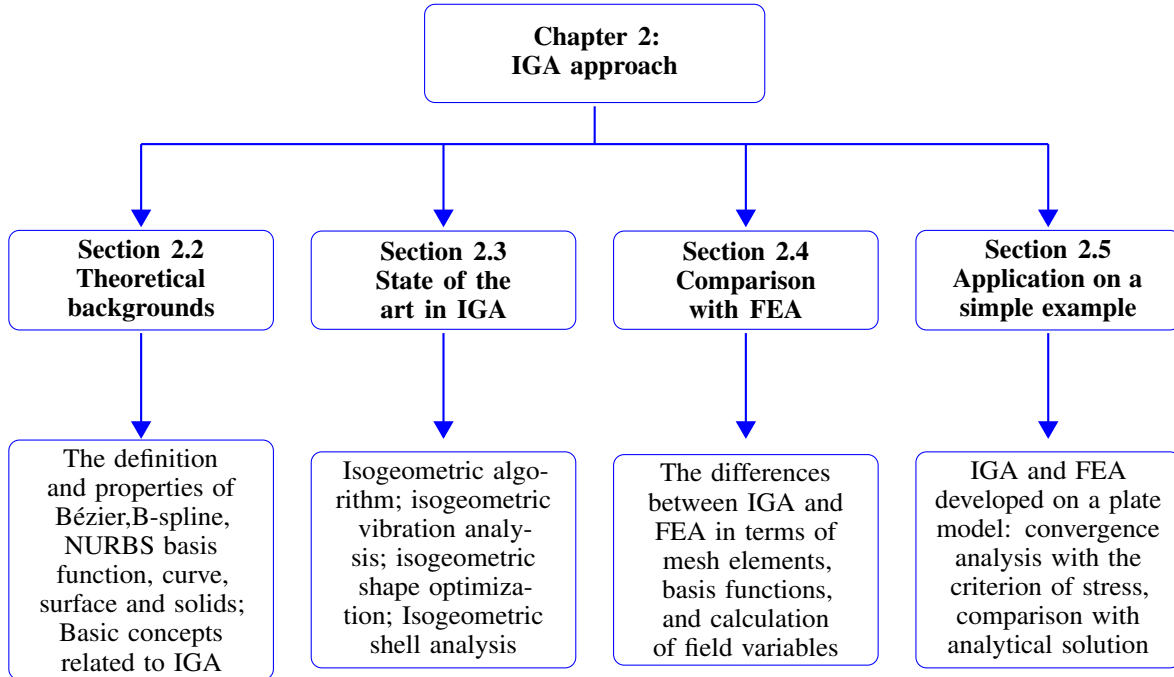 Chapter 2:
IGA approach
Section 2.2
Theoretical
backgrounds
Section 2.3
State of the
art in IGA
Section 2.4
Comparison
with FEA
Section 2.5
Application on a
simple example
The definition
and properties of
Bézier,B-spline,
NURBS basis
function, curve,
surface and solids;
Basic concepts
related to IGA
Isogeometric algo-
rithm; isogeometric
vibration analy-
sis; isogeometric
shape optimiza-
tion; Isogeometric
shell analysis
The differences
between IGA and
FEA in terms of
mesh elements,
basis functions,
and calculation
of field variables
IGA and FEA
developed on a plate
model: convergence
analysis with the
criterion of stress,
comparison with
analytical solution